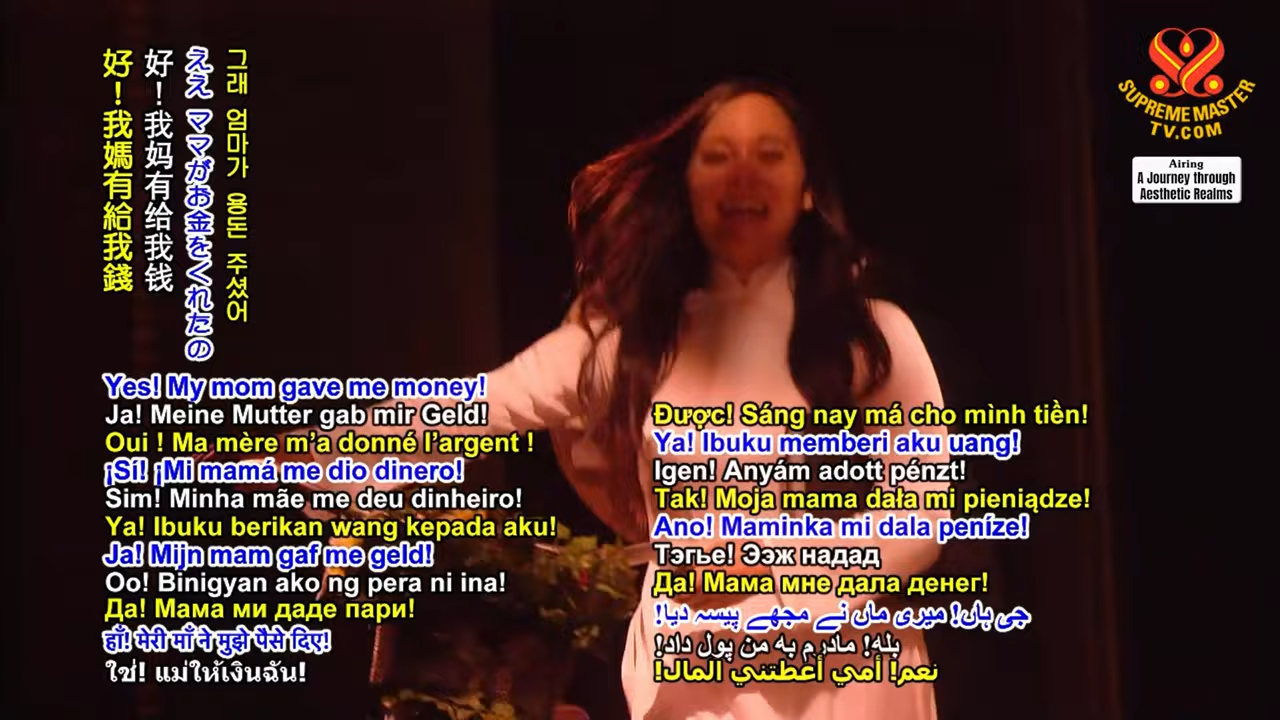 好！我媽有給我錢
好！我妈有给我钱
ええ ママがお金をくれたの
그래 엄마가 용돈 주셨어
SUPREME MASTER
TV.COM
Airing
A Journey through
Aesthetic Realms
Yes! My mom gave me money!
Ja! Meine Mutter gab mir Geld!
Oui ! Ma mère m'a donné l'argent !
¡Sí! ¡Mi mamá me dio dinero!
Sim! Minha mãe me deu dinheiro!
Ya! Ibuku berikan wang kepada aku!
Ja! Mijn mam gaf me geld!
Oo! Binigyan ako ng pera ni ina!
Да! Мама ми даде пари!
हाँ! मेरी माँ ने मुझे पैसे दिए!
ใช่! แม่ให้เงินฉัน!
Được! Sáng nay má cho mình tiền!
Ya! Ibuku memberi aku uang!
Igen! Anyám adott pénzt!
Tak! Moja mama dała mi pieniądze!
Ano! Maminka mi dala peníze!
Тэгье! Ээж надад
Да! Мама мне дала денег!
جی ہاں! میری ماں نے مجھے پیسہ دیا!
بله! مادرم به من پول داد!
نعم! أمي أعطتني المال!